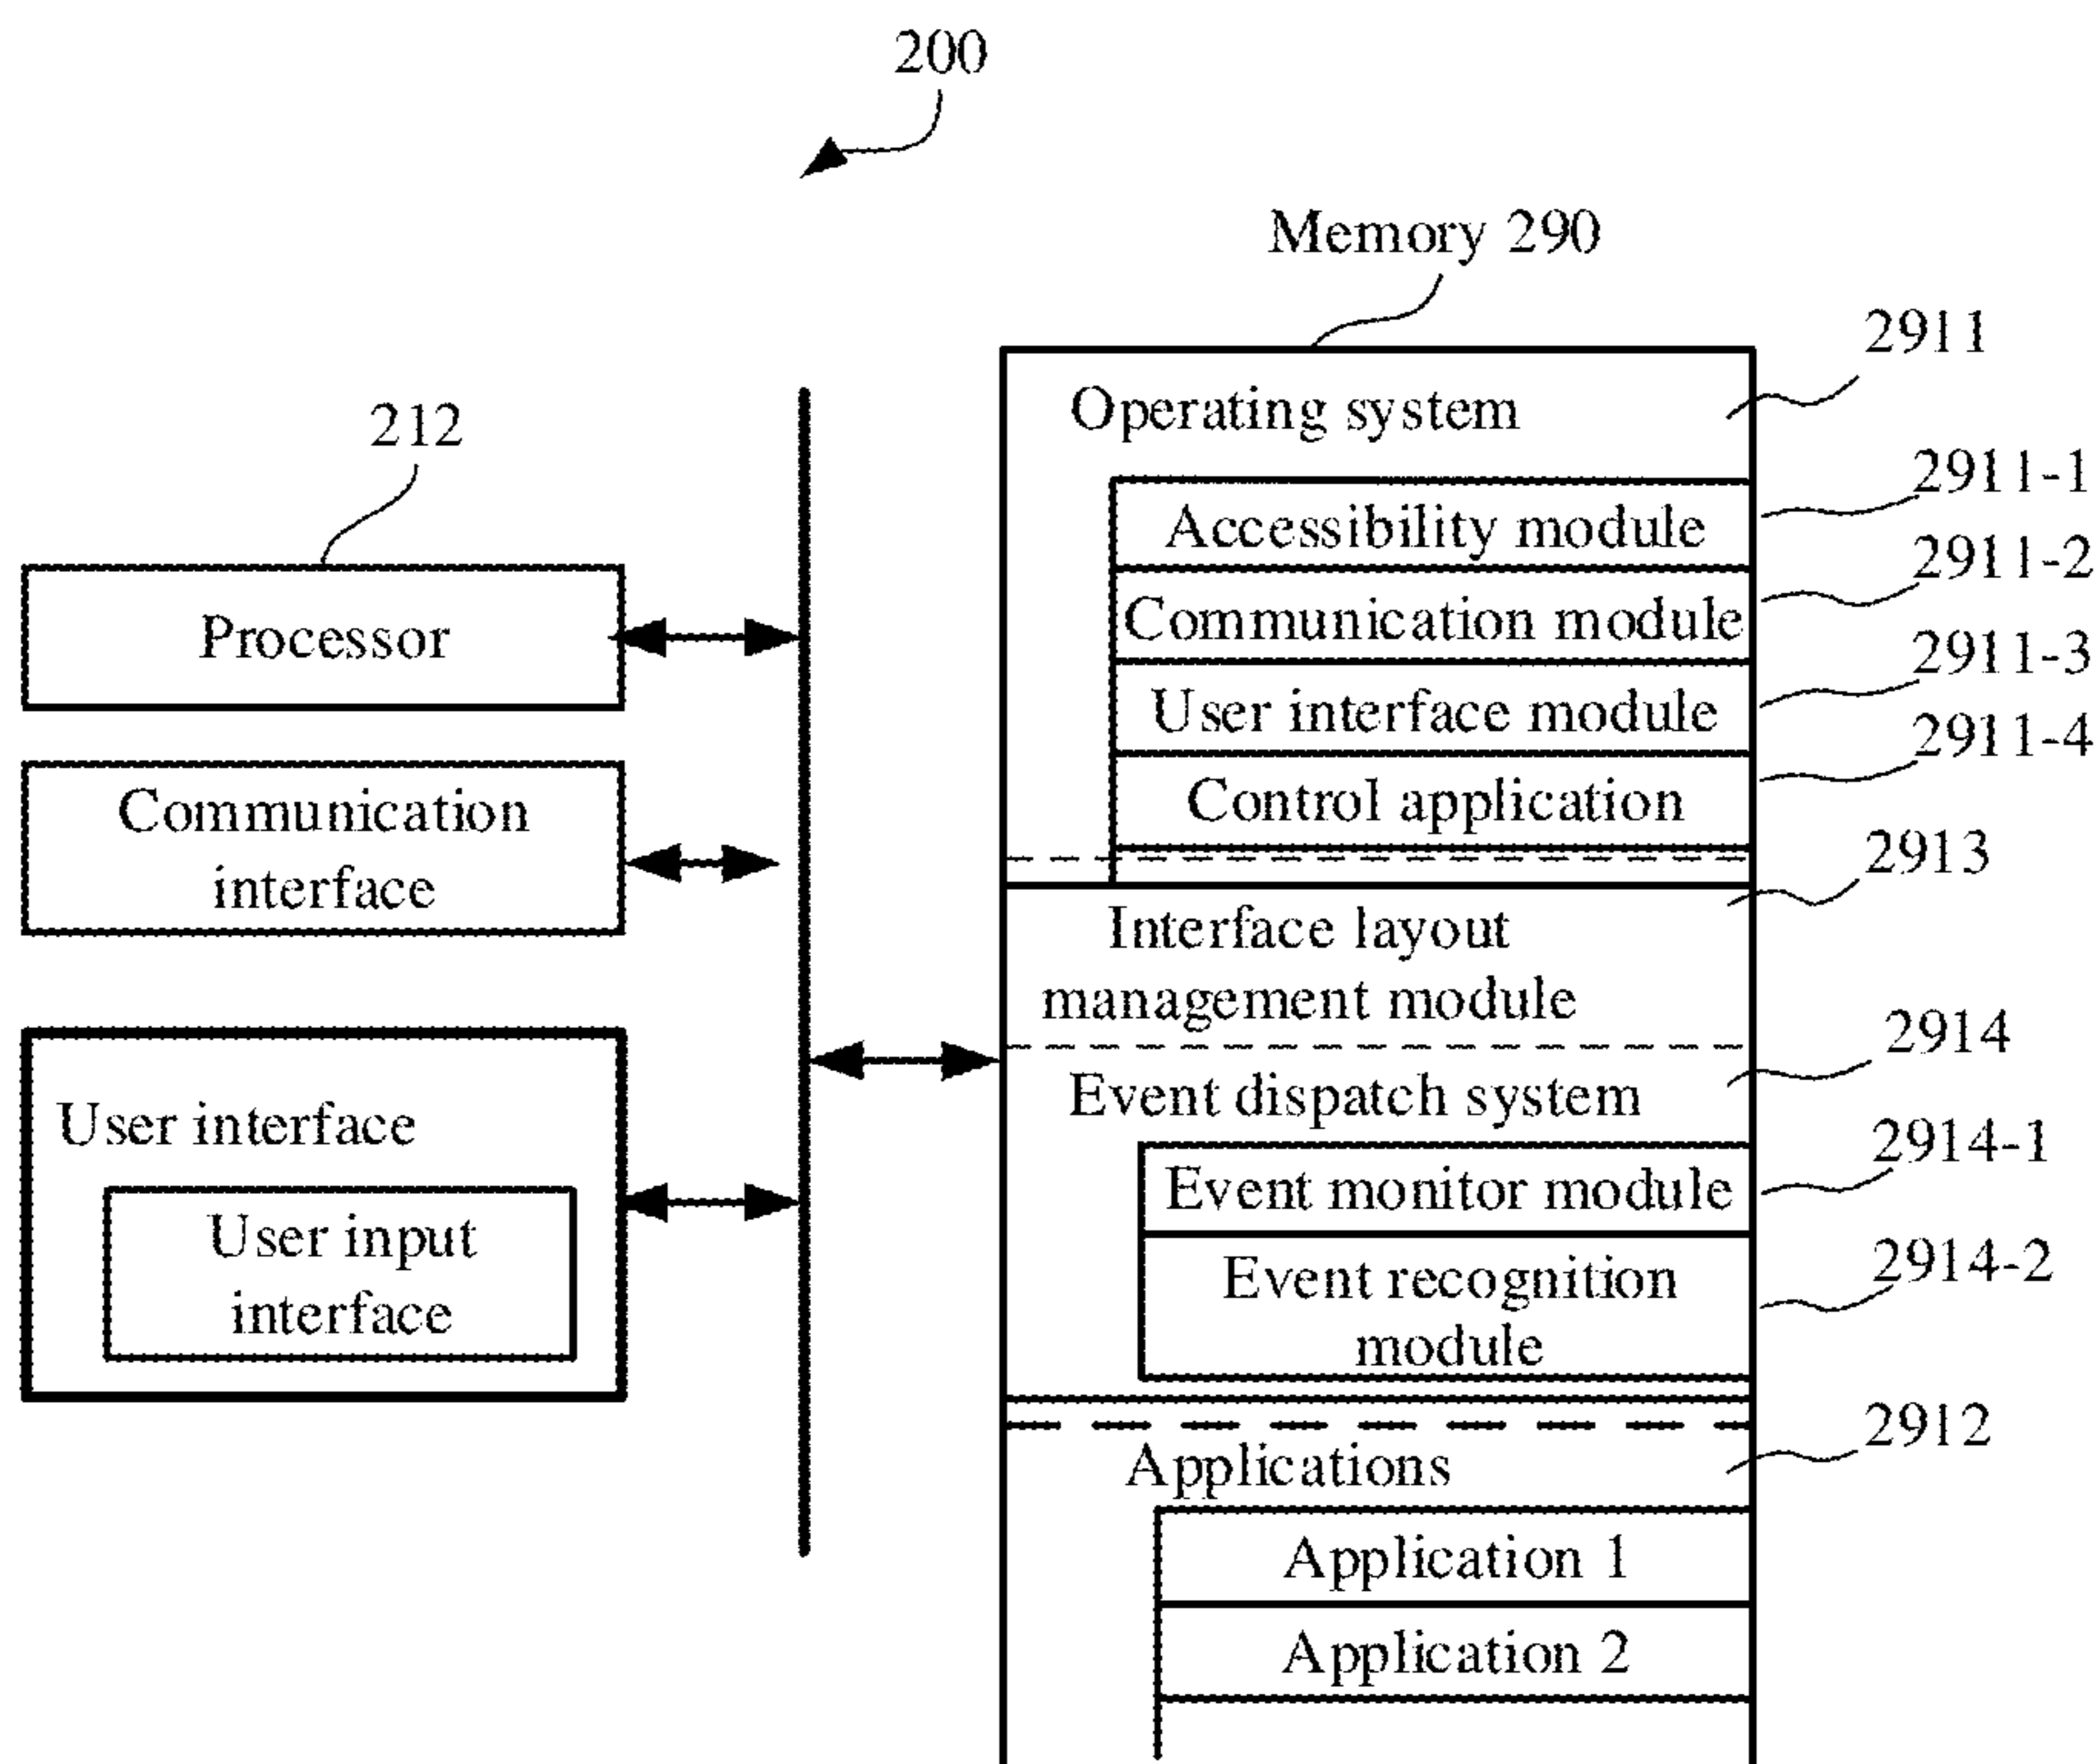 200
Memory 290
2911
Operating system
2911-1
Accessibility module
2911-2
Communication module
2911-3
User interface module
2911-4
Control application
2913
Interface layout
management module
2914
Event dispatch system
2914-1
Event monitor module
2914-2
Event recognition
module
2912
Applications
Application 1
Application 2
212
Processor
Communication
interface
User interface
User input
interface